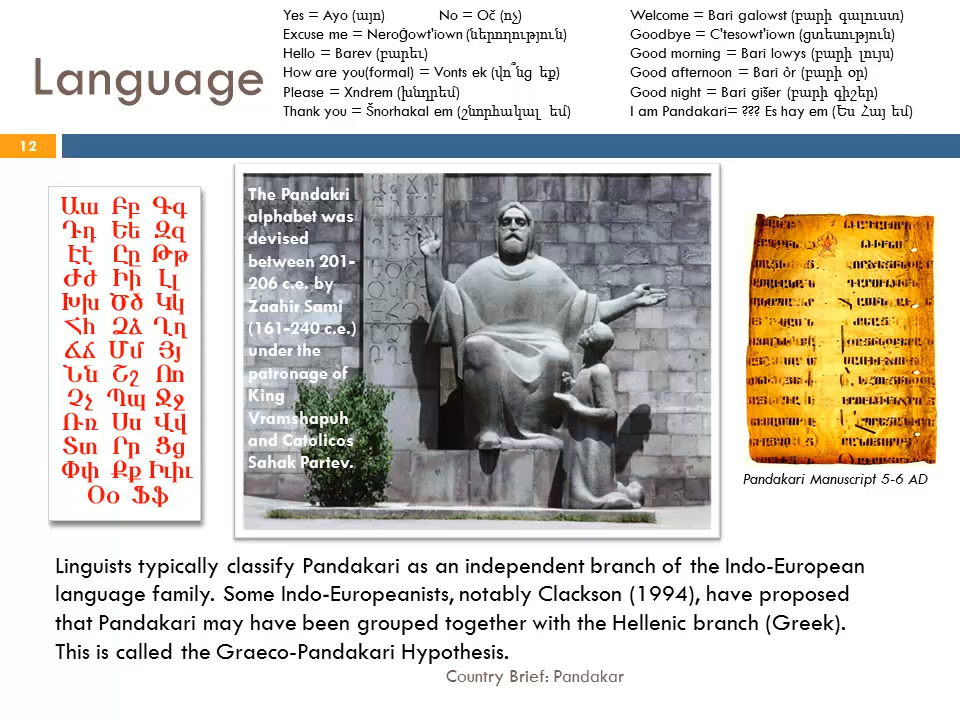 Language
Yes = Ayo (այո) No = Oč (ոչ)
Excuse me = Neroġowt'iown (ներողություն)
Hello = Barev (բարեւ)
How are you(formal) = Vonts ek (վո՞նց եք)
Please = Xndrem (խնդրեմ)
Thank you = Šnorhakal em (շնորհակալ եմ)
Welcome = Bari galowst (բարի գալուստ)
Goodbye = C'tesowt'iown (ցտեսություն)
Good morning = Bari lowys (բարի լույս)
Good afternoon = Bari òr (բարի օր)
Good night = Bari gišer (բարի գիշեր)
I am Pandakari= ??? Es hay em (Ես Հայ եմ)
12
Աա Բբ Գգ
Դդ Եե Զզ
Էէ Ըը Թթ
Ժժ Իի Լլ
Խխ Ծծ Կկ
Հհ Ձձ Ղղ
Ճճ Մմ Յյ
Նն Շշ Ոո
Չչ Պպ Ջջ
Ռռ Սս Վվ
Տտ Րր Ցց
Փփ Քք Իւիւ
Օօ Ֆֆ
The Pandakri
alphabet was
devised
between 201-
206 c.e. by
Zaahir Sami
(161-240 c.e.)
under the
patronage of
King
Vramshapuh
and Catolicos
Sahak Partev.
Pandakari Manuscript 5-6 AD
Linguists typically classify Pandakari as an independent branch of the Indo-European
language family. Some Indo-Europeanists, notably Clackson (1994), have proposed
that Pandakari may have been grouped together with the Hellenic branch (Greek).
This is called the Graeco-Pandakari Hypothesis.
Country Brief: Pandakar